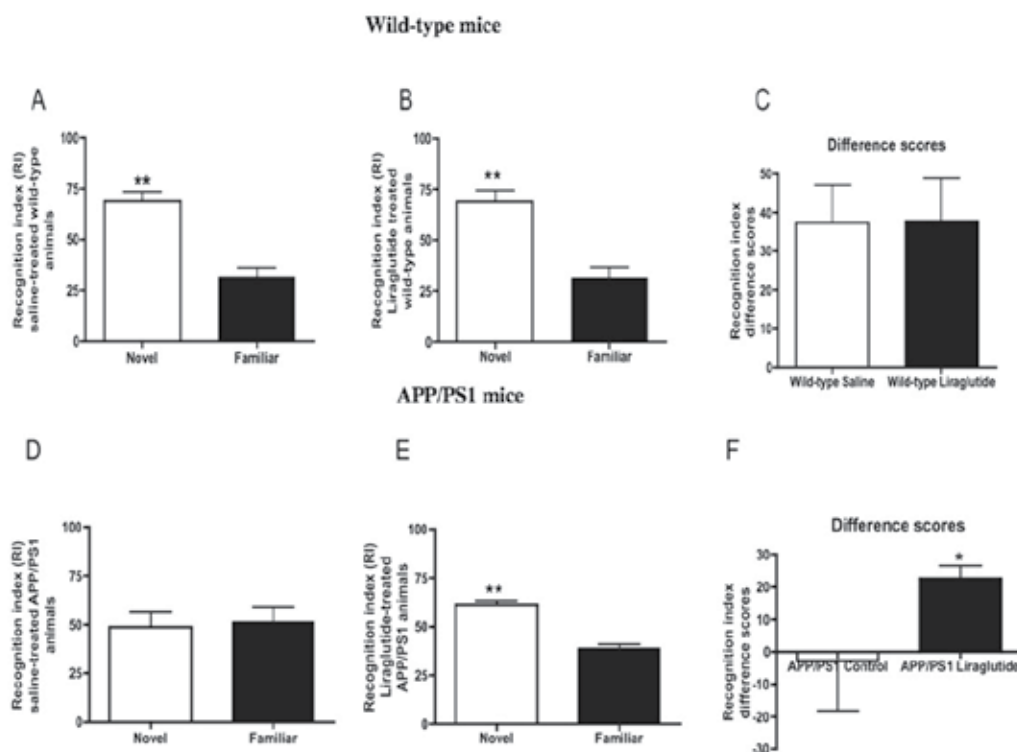 Wild-type mice
A
Recognition index (RI)
saline-treated wild-type
animals
100
75
50
25
0
**
Novel
Familiar
B
Recognition index (RI)
Liraglutide treated
wild-type animals
100
75
50
25
0
**
Novel
Familiar
C
Difference scores
Recognition index
difference scores
50
40
30
20
10
0
Wild-type Saline
Wild-type Liraglutide
APP/PS1 mice
D
Recognition index (RI)
saline-treated APP/PS1
animals
100
75
50
25
0
Novel
Familiar
E
Recognition index (RI)
Liraglutide-treated
APP/PS1 animals
100
75
50
25
0
**
Novel
Familiar
F
Difference scores
Recognition index
difference scores
30
20
10
0
-10
-20
-30
*
APP/PS1 Control
APP/PS1 Liraglutide